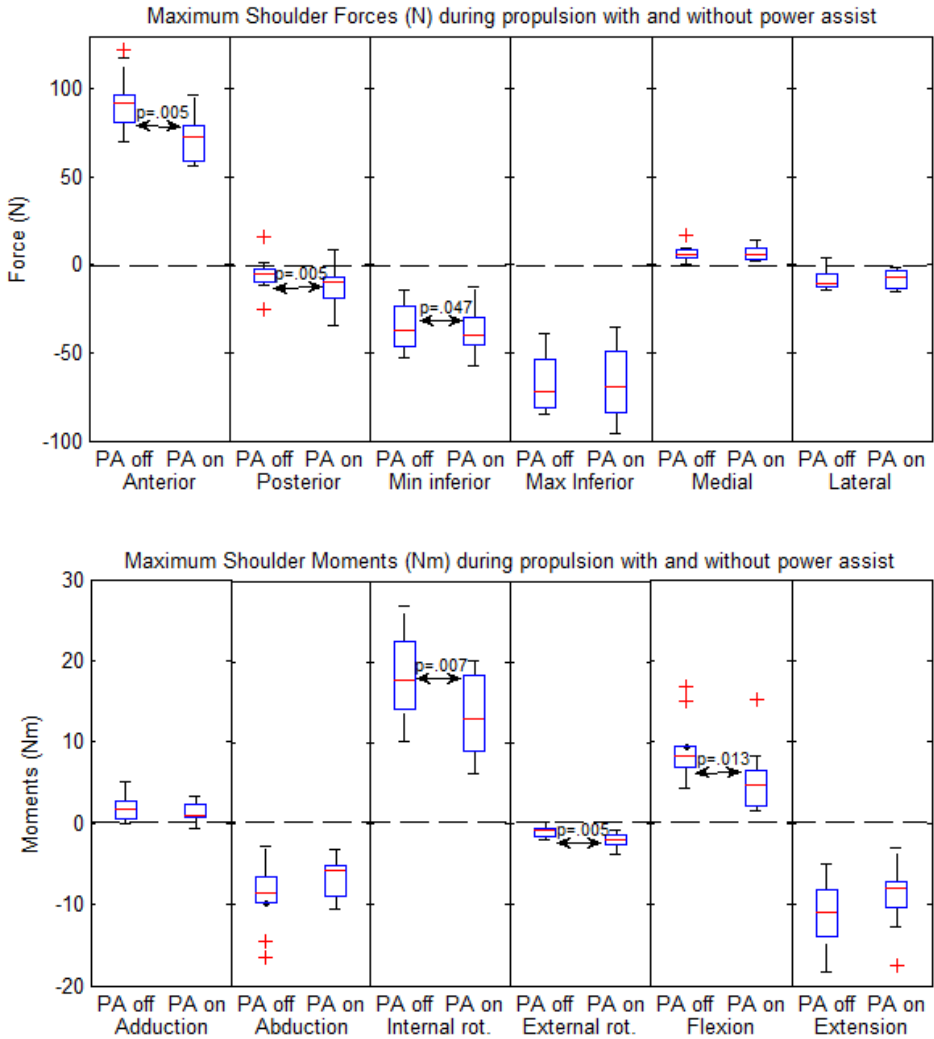 Maximum Shoulder Forces (N) during propulsion with and without power assist
Force (N)
100
50
0
-50
-100
p=.005
p=.005
p=.047
PA off PA on PA off PA on PA off PA on PA off PA on PA off PA on PA off PA on
Anterior Posterior Min inferior Max Inferior Medial Lateral
Maximum Shoulder Moments (Nm) during propulsion with and without power assist
Moments (Nm)
30
20
10
0
-10
-20
p=.007
p=.013
p=.005
PA off PA on PA off PA on PA off PA on PA off PA on PA off PA on PA off PA on
Adduction Abduction Internal rot. External rot. Flexion Extension